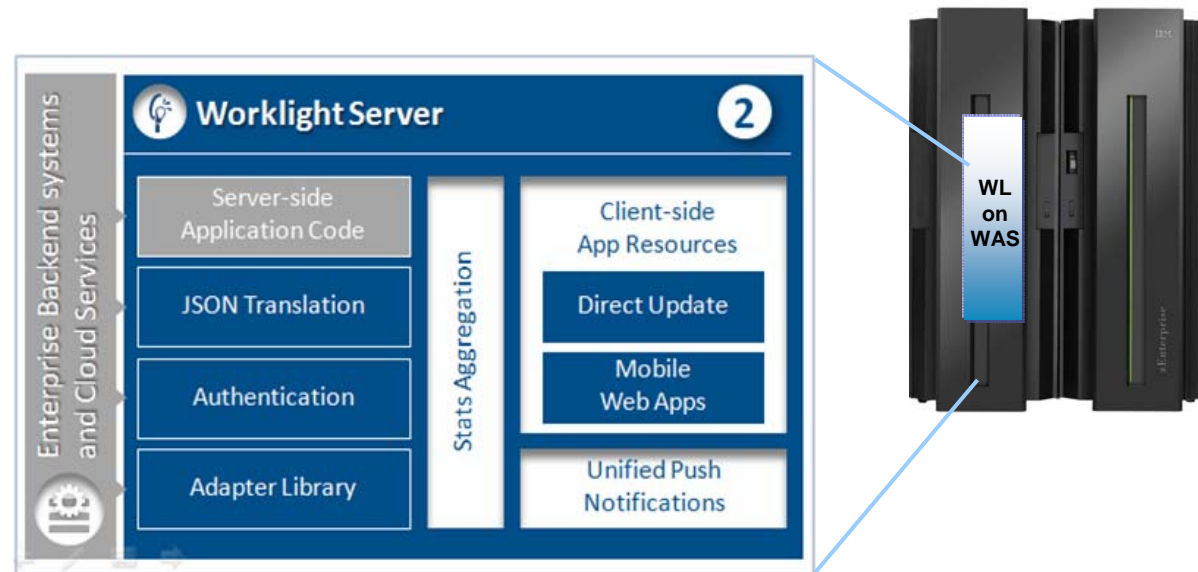 Enterprise Backend systems
and Cloud Services
Worklight Server
2
Server-side
Application Code
JSON Translation
Authentication
Adapter Library
Stats Aggregation
Client-side
App Resources
Direct Update
Mobile
Web Apps
Unified Push
Notifications
WL
on
WAS
IBM
zEnterprise